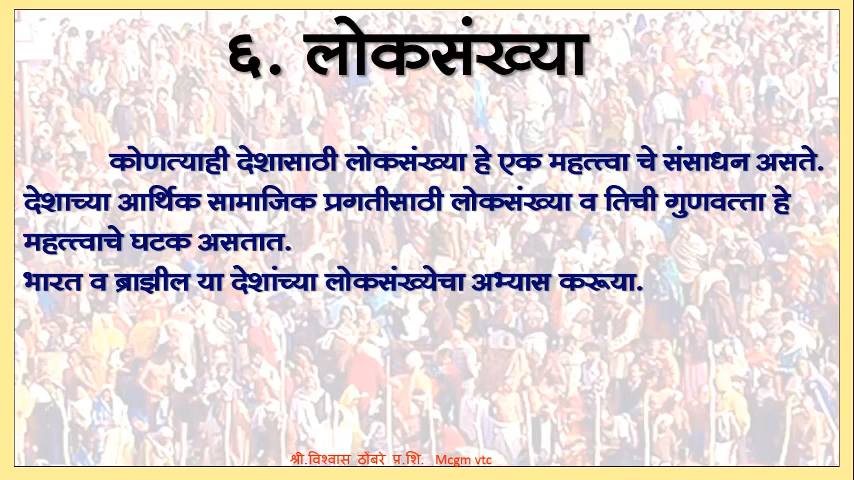 ६. लोकसंख्या
कोणत्याही देशासाठी लोकसंख्या हे एक महत्त्वा चे संसाधन असते.
देशाच्या आर्थिक सामाजिक प्रगतीसाठी लोकसंख्या व तिची गुणवत्ता हे
महत्त्वाचे घटक असतात.
भारत व ब्राझील या देशांच्या लोकसंख्येचा अभ्यास करूया.
श्री.विश्वास ठोंबरे प्र.शि. Mcgm vtc